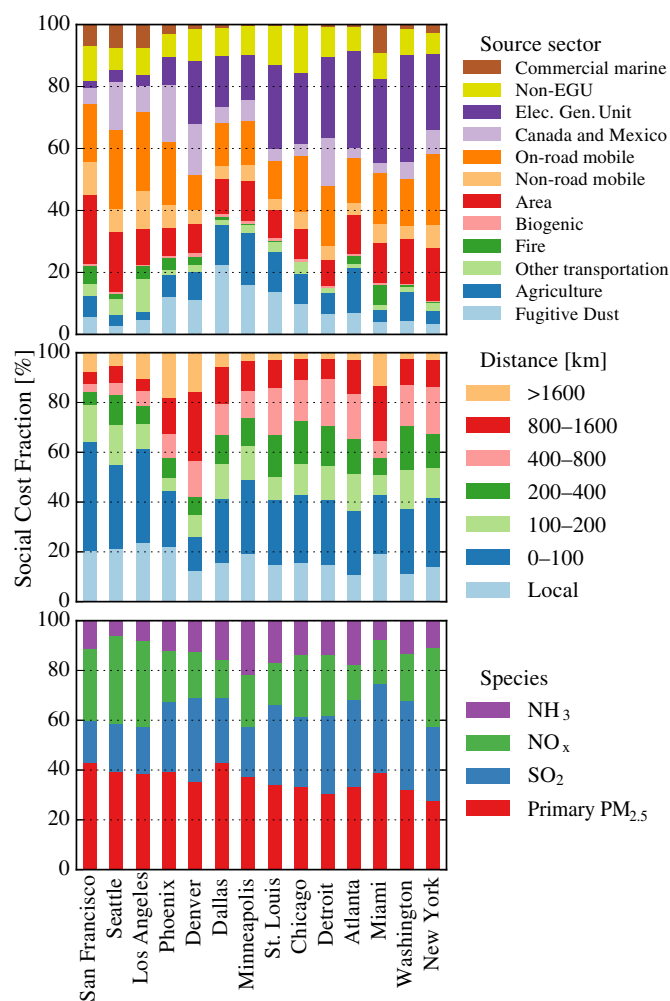 100
80
60
40
20
0
Source sector
Commercial marine
Non-EGU
Elec. Gen. Unit
Canada and Mexico
On-road mobile
Non-road mobile
Area
Biogenic
Fire
Other transportation
Agriculture
Fugitive Dust
Social Cost Fraction [%]
100
80
60
40
20
0
Distance [km]
>1600
800–1600
400–800
200–400
100–200
0–100
Local
100
80
60
40
20
0
Species
NH₃
NOₓ
SO₂
Primary PM₂.₅
San Francisco
Seattle
Los Angeles
Phoenix
Denver
Dallas
Minneapolis
St. Louis
Chicago
Detroit
Atlanta
Miami
Washington
New York